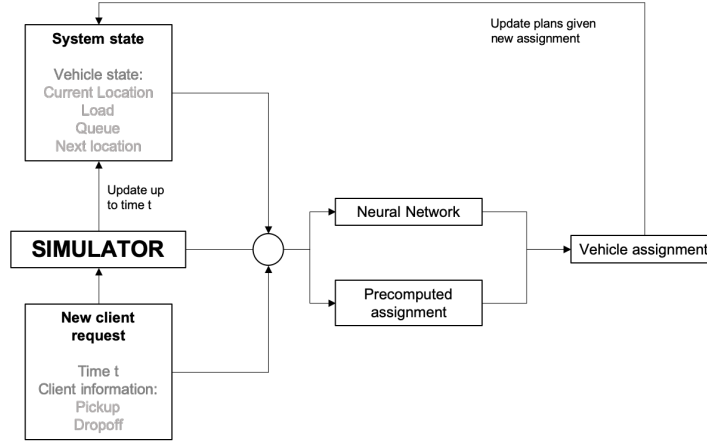 System state
Vehicle state:
Current Location
Load
Queue
Next location
Update plans given
new assignment
Update up
to time t
SIMULATOR
Neural Network
Vehicle assignment
Precomputed
assignment
New client
request
Time t
Client information:
Pickup
Dropoff